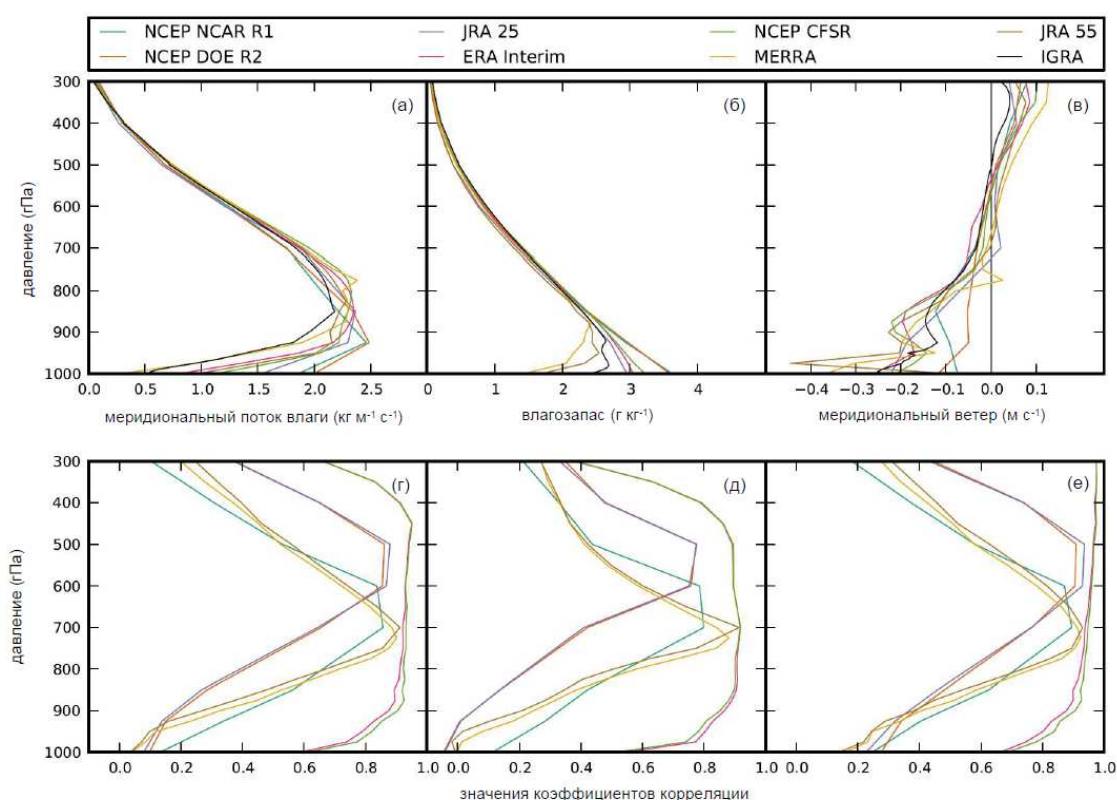 NCEP NCAR R1 JRA 25 NCEP CFSR JRA 55
NCEP DOE R2 ERA Interim MERRA IGRA
300 (а) (б) (в)
400
500
600
700
800
900
1000
давление (гПа)
0.0 0.5 1.0 1.5 2.0 2.5 0 1 2 3 4 −0.4 −0.3 −0.2 −0.1 0.0 0.1
меридиональный поток влаги (кг м⁻¹ с⁻¹) влагозапас (г кг⁻¹) меридиональный ветер (м с⁻¹)
300 (г) (д) (е)
400
500
600
700
800
900
1000
давление (гПа)
0.0 0.2 0.4 0.6 0.8 1.0 0.0 0.2 0.4 0.6 0.8 1.0 0.0 0.2 0.4 0.6 0.8 1.0
значения коэффициентов корреляции